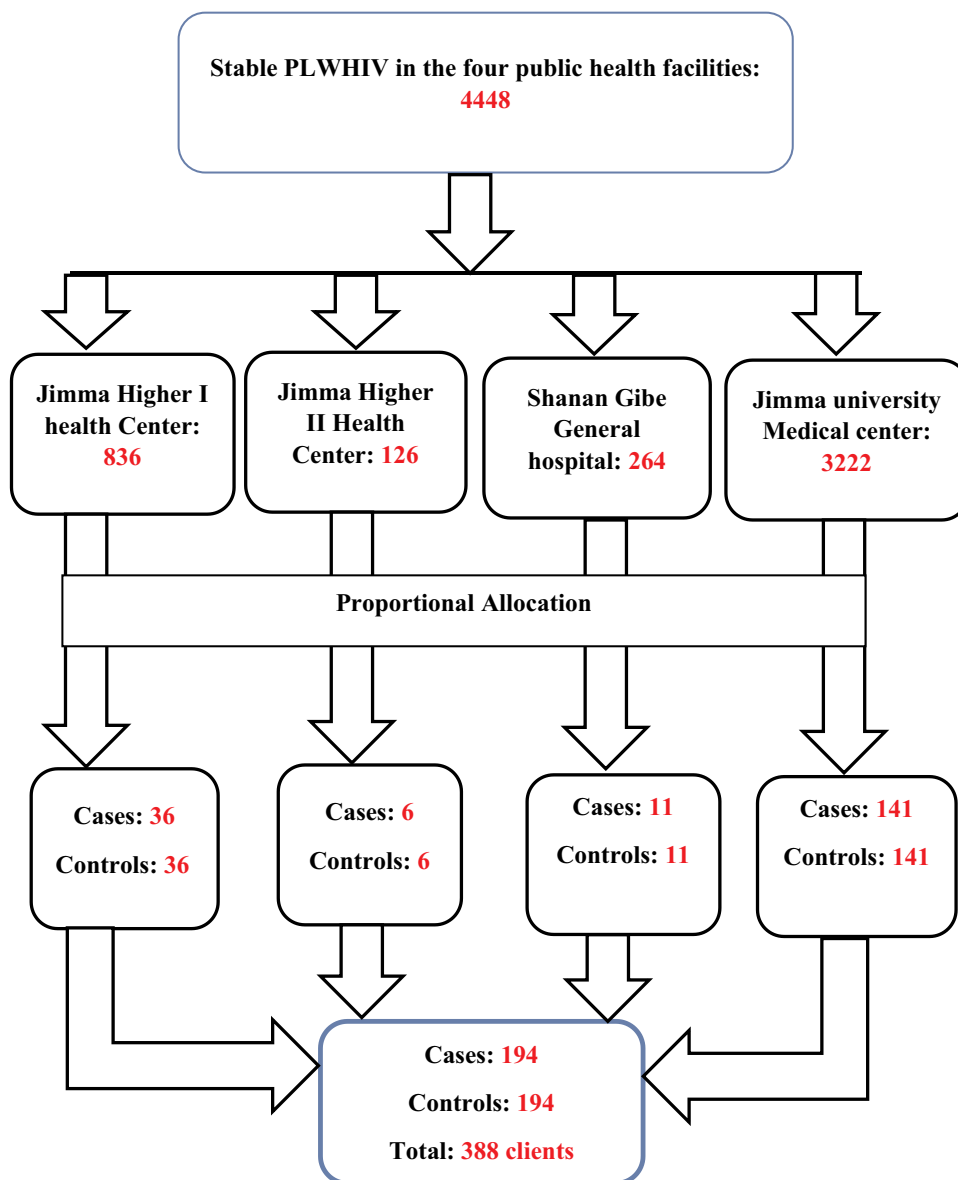 Stable PLWHIV in the four public health facilities:
4448
Jimma Higher I
health Center:
836
Jimma Higher
II Health
Center: 126
Shanan Gibe
General
hospital: 264
Jimma university
Medical center:
3222
Proportional Allocation
Cases: 36
Controls: 36
Cases: 6
Controls: 6
Cases: 11
Controls: 11
Cases: 141
Controls: 141
Cases: 194
Controls: 194
Total: 388 clients